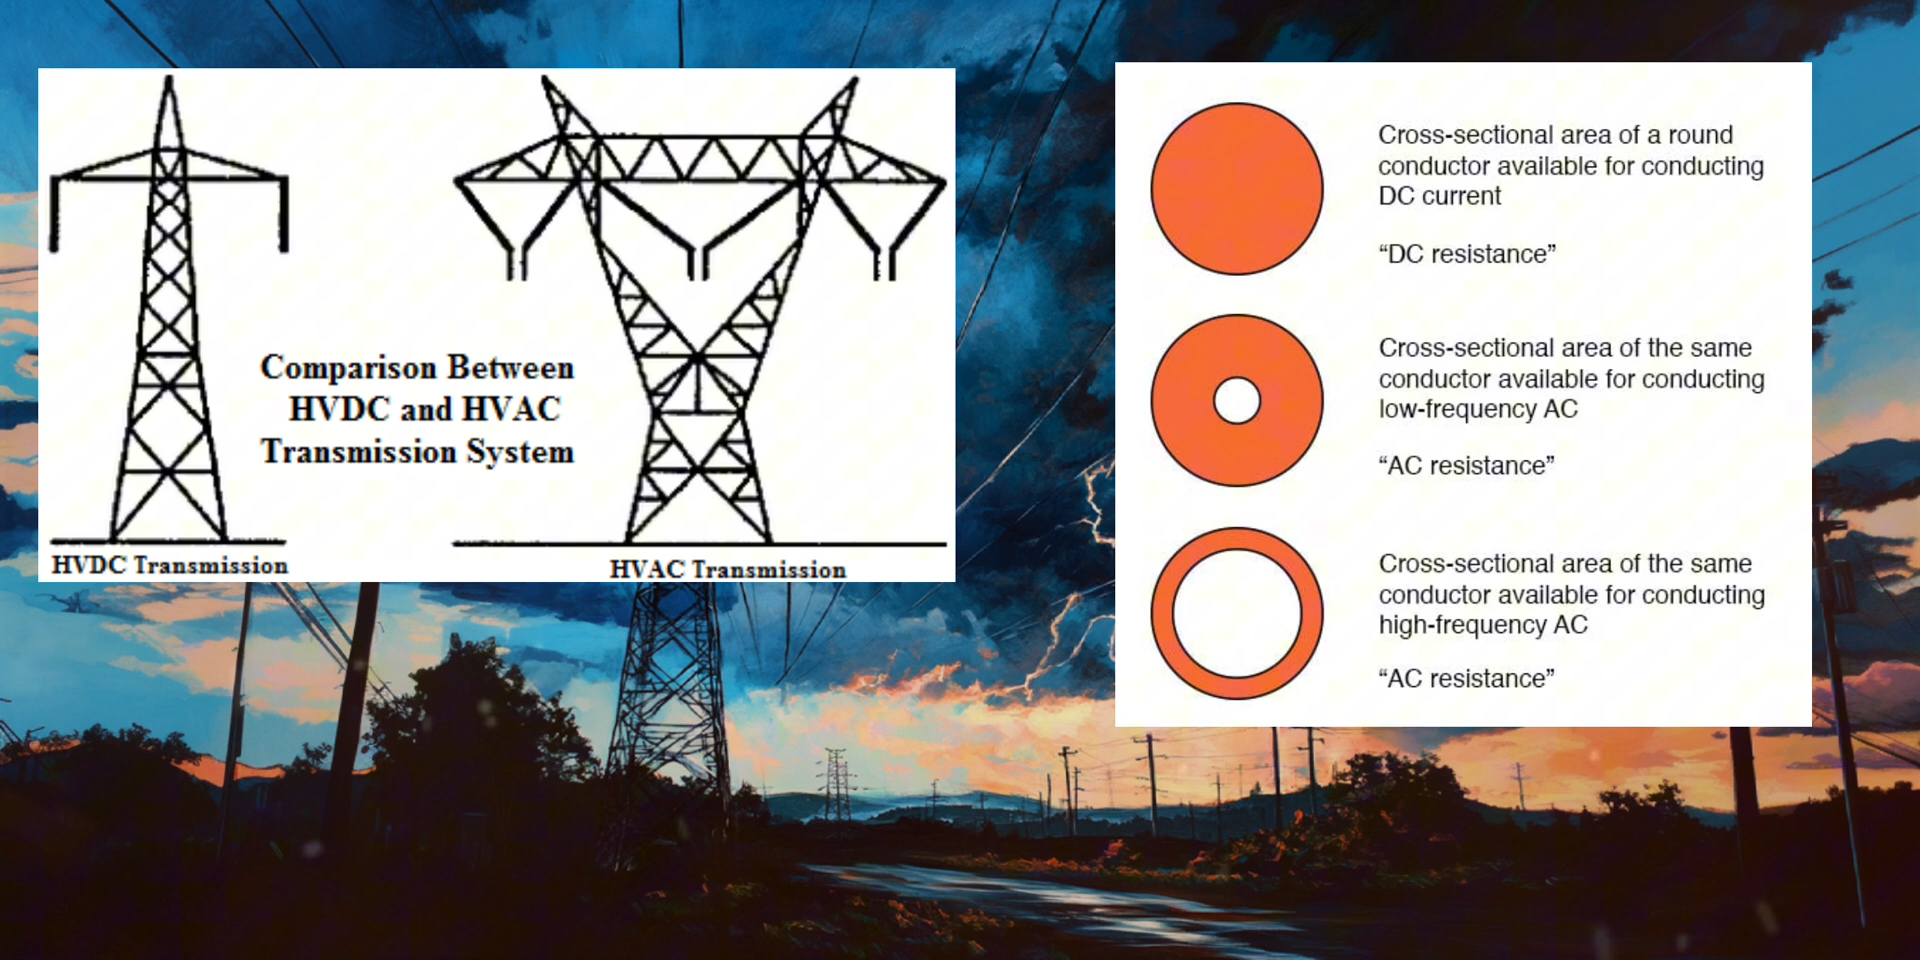 Comparison Between
HVDC and HVAC
Transmission System
HVDC Transmission
HVAC Transmission
Cross-sectional area of a round
conductor available for conducting
DC current
“DC resistance”
Cross-sectional area of the same
conductor available for conducting
low-frequency AC
“AC resistance”
Cross-sectional area of the same
conductor available for conducting
high-frequency AC
“AC resistance”